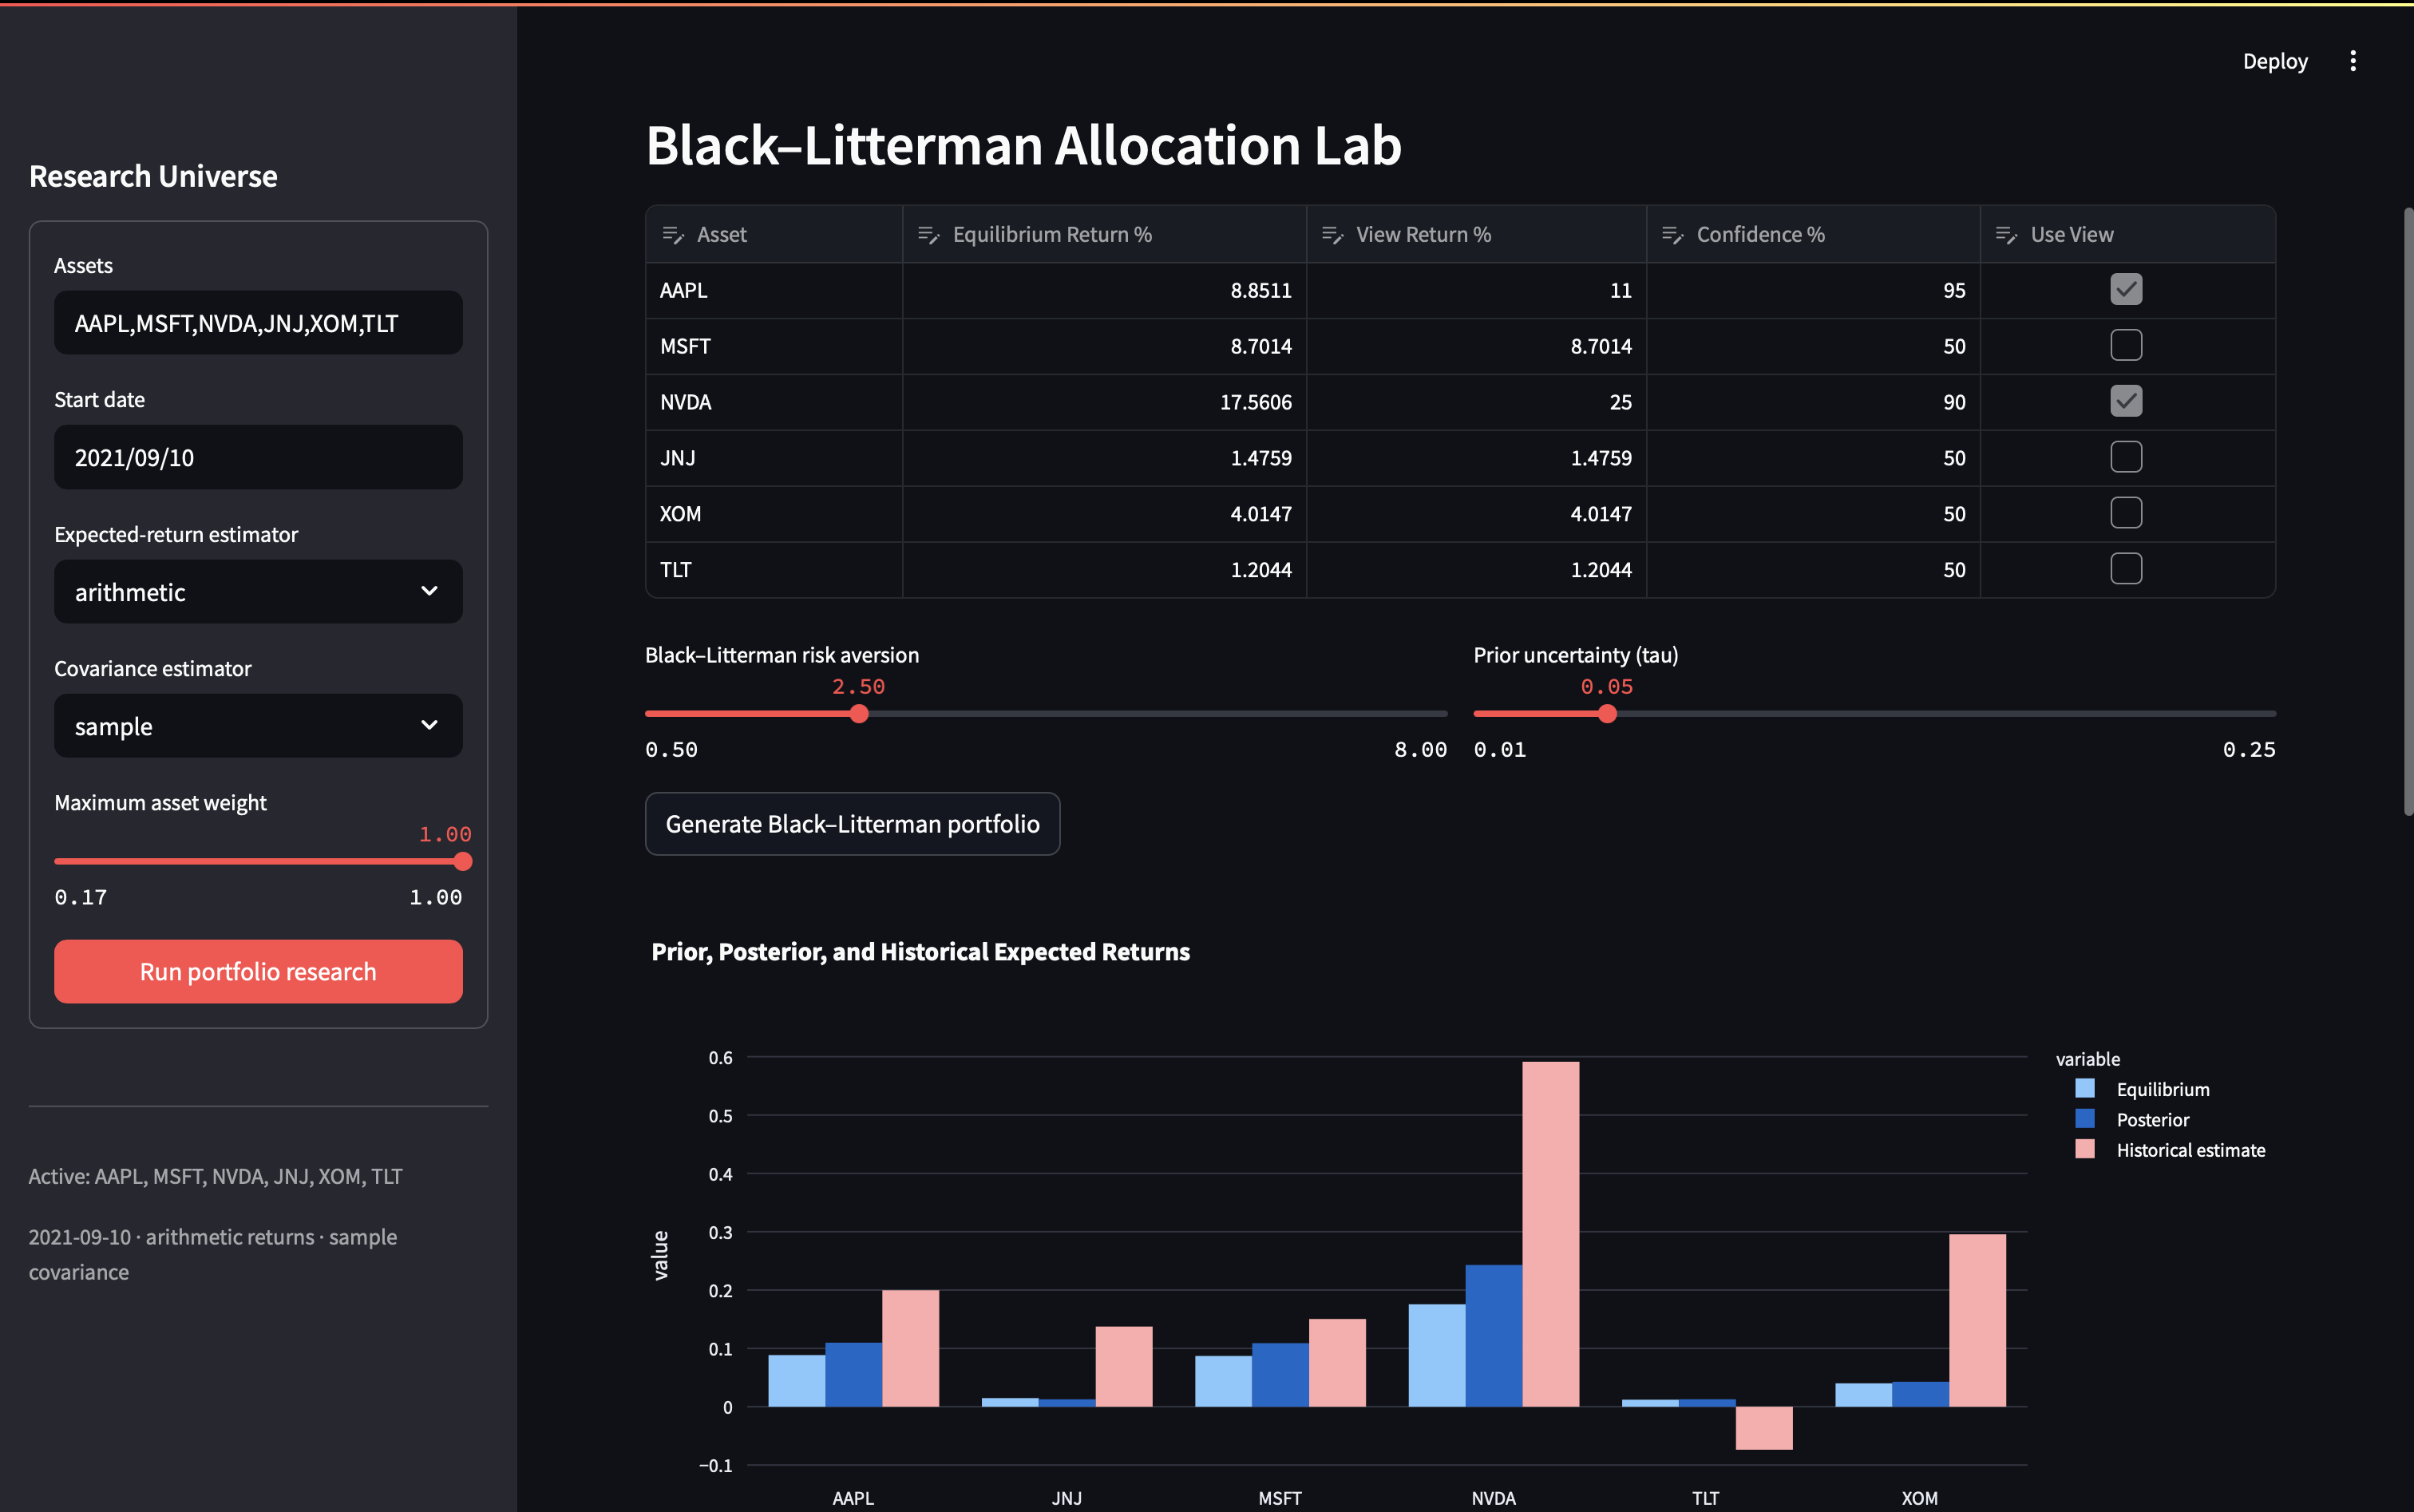 Deploy
Research Universe
Assets
AAPL,MSFT,NVDA,JNJ,XOM,TLT
Start date
2021/09/10
Expected-return estimator
arithmetic
Covariance estimator
sample
Maximum asset weight
1.00
0.17 1.00
Run portfolio research
Active: AAPL, MSFT, NVDA, JNJ, XOM, TLT
2021-09-10 · arithmetic returns · sample
covariance
Black–Litterman Allocation Lab
Asset Equilibrium Return % View Return % Confidence % Use View
AAPL 8.8511 11 95
MSFT 8.7014 8.7014 50
NVDA 17.5606 25 90
JNJ 1.4759 1.4759 50
XOM 4.0147 4.0147 50
TLT 1.2044 1.2044 50
Black–Litterman risk aversion
2.50
0.50 8.00
Prior uncertainty (tau)
0.05
0.01 0.25
Generate Black–Litterman portfolio
Prior, Posterior, and Historical Expected Returns
value
0.6
0.5
0.4
0.3
0.2
0.1
0
−0.1
AAPL JNJ MSFT NVDA TLT XOM
variable
Equilibrium
Posterior
Historical estimate